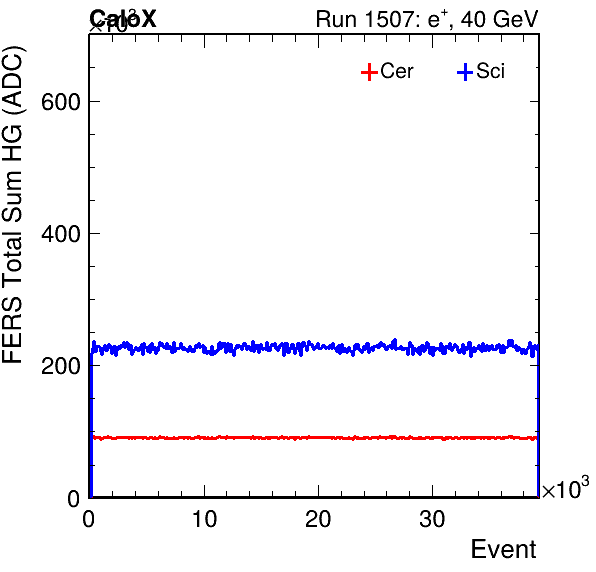 CaloX
×10³
Run 1507: e⁺, 40 GeV
Cer
Sci
FERS Total Sum HG (ADC)
600
400
200
0
0
10
20
30
×10³
Event